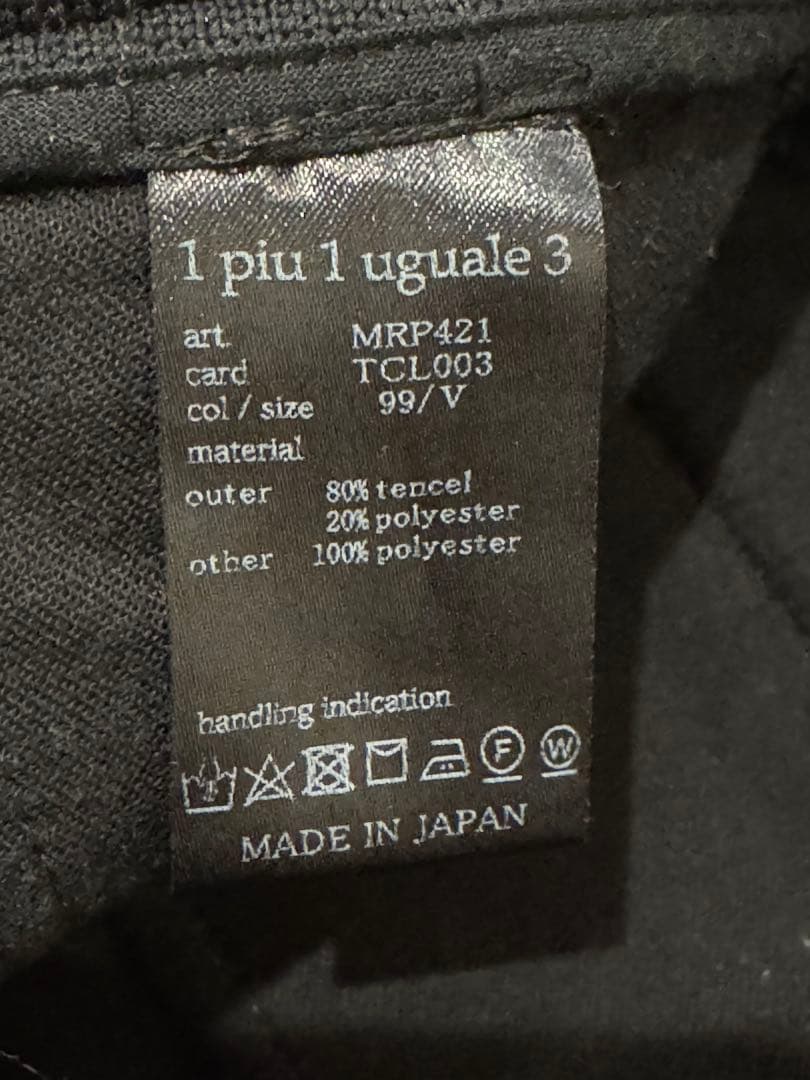 1 piu 1 uguale 3
art. MRP421
card TCL003
col / size 99/V
material
outer 80% tencel
20% polyester
other 100% polyester
handling indication
F W
MADE IN JAPAN